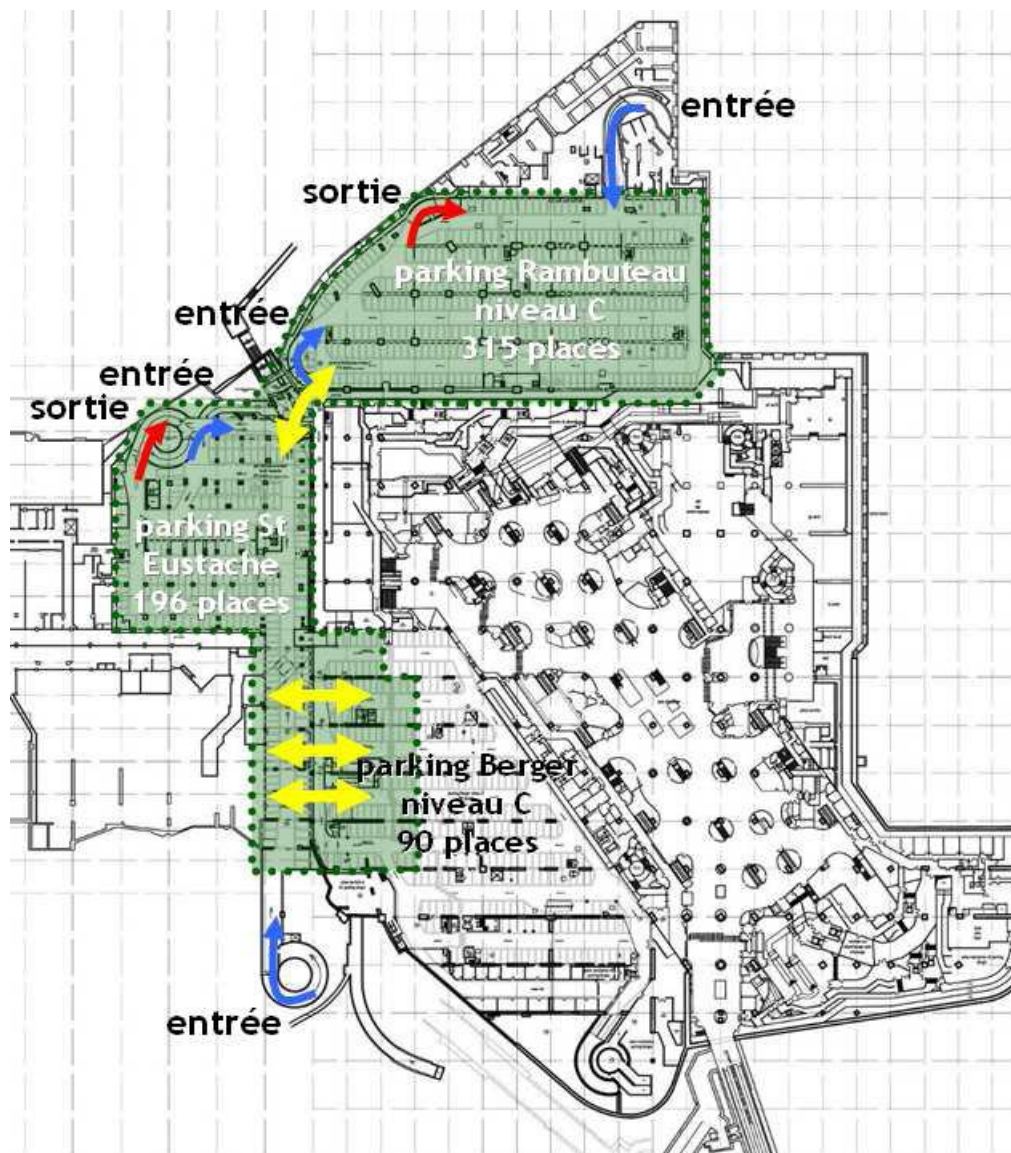 entrée
sortie
parking Rambuteau
niveau C
315 places
entrée
entrée
sortie
parking St
Eustache
196 places
parking Berger
niveau C
90 places
entrée